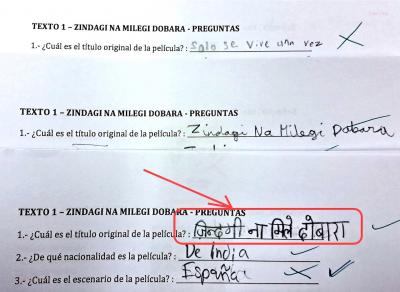 TEXTO 1 – ZINDAGI NA MILEGI DOBARA - PREGUNTAS
1.- ¿Cuál es el título original de la película? : Solo se vive una vez
TEXTO 1 – ZINDAGI NA MILEGI DOBARA - PREGUNTAS
1.- ¿Cuál es el título original de la película? : Zindagi Na Milegi Dobara
TEXTO 1 – ZINDAGI NA MILEGI DOBARA - PREGUNTAS
1.- ¿Cuál es el título original de la película? : ज़िन्दगी ना मिले दोबारा
2.- ¿De qué nacionalidad es la película? : De India
3.- ¿Cuál es el escenario de la película? : España